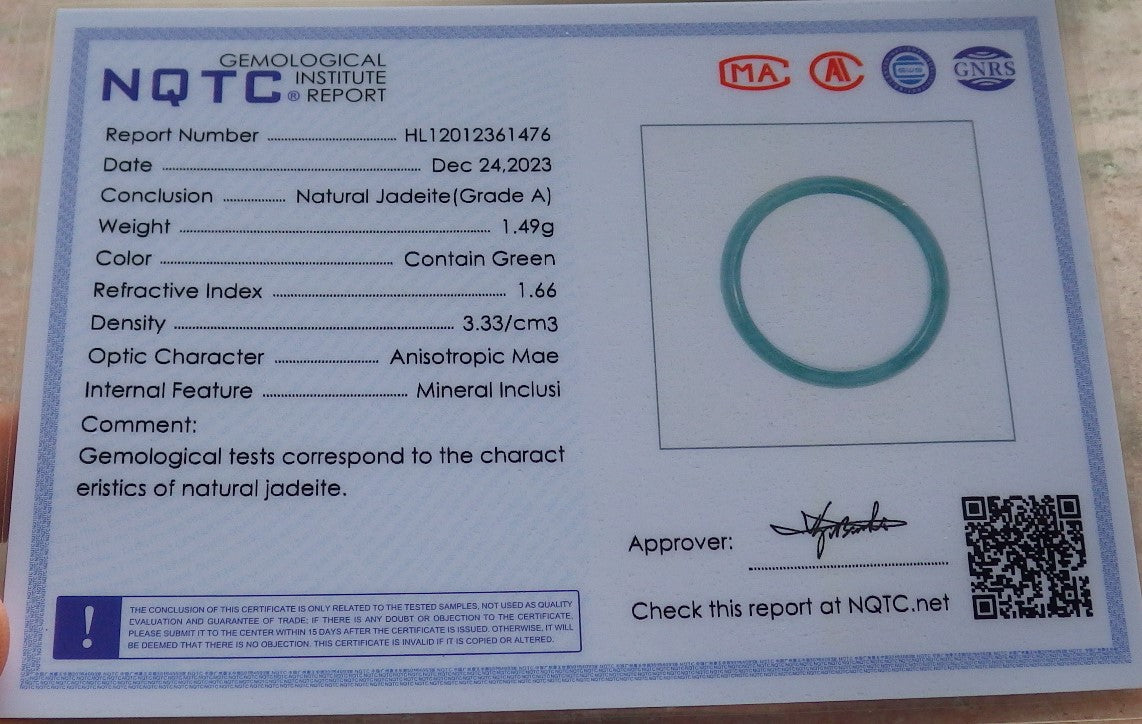 NQTC® GEMOLOGICAL INSTITUTE REPORT
MA
GNRS
Report Number HL12012361476
Date Dec 24,2023
Conclusion Natural Jadeite(Grade A)
Weight 1.49g
Color Contain Green
Refractive Index 1.66
Density 3.33/cm3
Optic Character Anisotropic Mae
Internal Feature Mineral Inclusi
Comment:
Gemological tests correspond to the charact
eristics of natural jadeite.
Approver:
Check this report at NQTC.net
! THE CONCLUSION OF THIS CERTIFICATE IS ONLY RELATED TO THE TESTED SAMPLES, NOT USED AS QUALITY
EVALUATION AND GUARANTEE OF TRADE; IF THERE IS ANY DOUBT OR OBJECTION TO THE CERTIFICATE,
PLEASE SUBMIT IT TO THE CENTER WITHIN 15 DAYS AFTER THE CERTIFICATE IS ISSUED. OTHERWISE, IT WILL
BE DEEMED THAT THERE IS NO OBJECTION. THIS CERTIFICATE IS INVALID IF IT IS COPIED OR ALTERED.